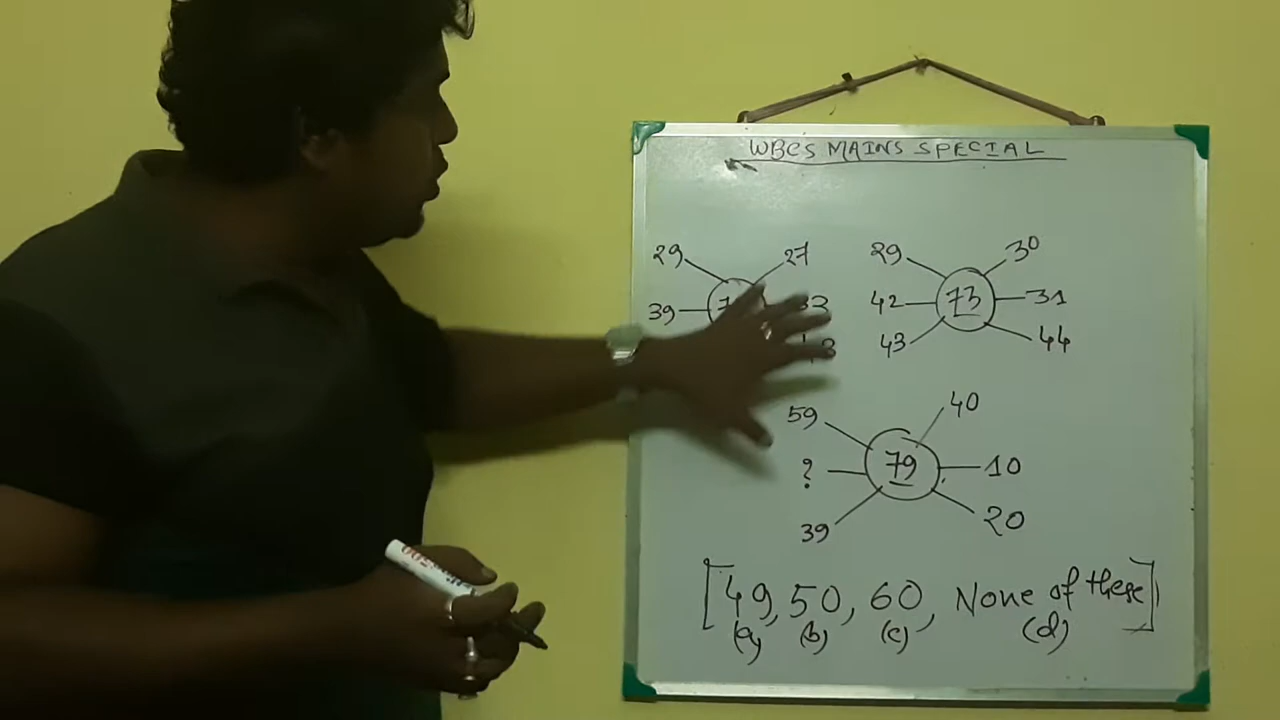 WBCS MAINS SPECIAL
29 27 29 30
39 33 42 73 31
43 44
59 40
? 79 10
39 20
[49, 50, 60, None of these]
(a) (b) (c) (d)